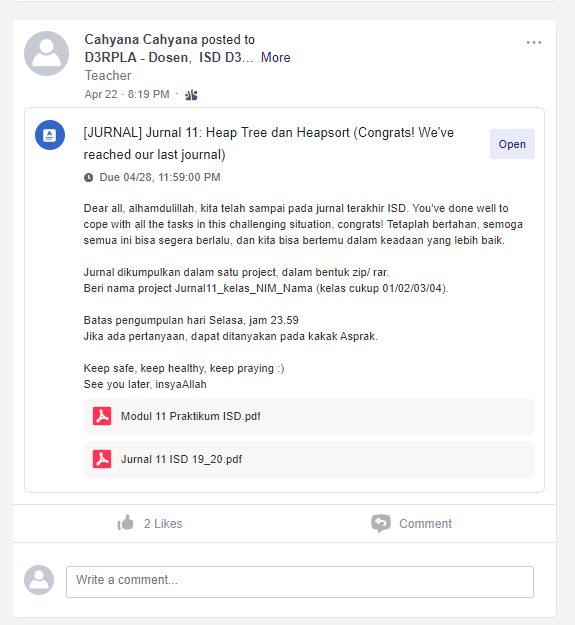 Cahyana Cahyana posted to
D3RPLA - Dosen, ISD D3... More
Teacher
Apr 22 · 8:19 PM ·
[JURNAL] Jurnal 11: Heap Tree dan Heapsort (Congrats! We've
reached our last journal)
Open
Due 04/28, 11:59:00 PM
Dear all, alhamdulillah, kita telah sampai pada jurnal terakhir ISD. You've done well to
cope with all the tasks in this challenging situation, congrats! Tetaplah bertahan, semoga
semua ini bisa segera berlalu, dan kita bisa bertemu dalam keadaan yang lebih baik.
Jurnal dikumpulkan dalam satu project, dalam bentuk zip/ rar.
Beri nama project Jurnal11_kelas_NIM_Nama (kelas cukup 01/02/03/04).
Batas pengumpulan hari Selasa, jam 23.59
Jika ada pertanyaan, dapat ditanyakan pada kakak Asprak.
Keep safe, keep healthy, keep praying :)
See you later, insyaAllah
Modul 11 Praktikum ISD.pdf
Jurnal 11 ISD 19_20.pdf
2 Likes
Comment
Write a comment...